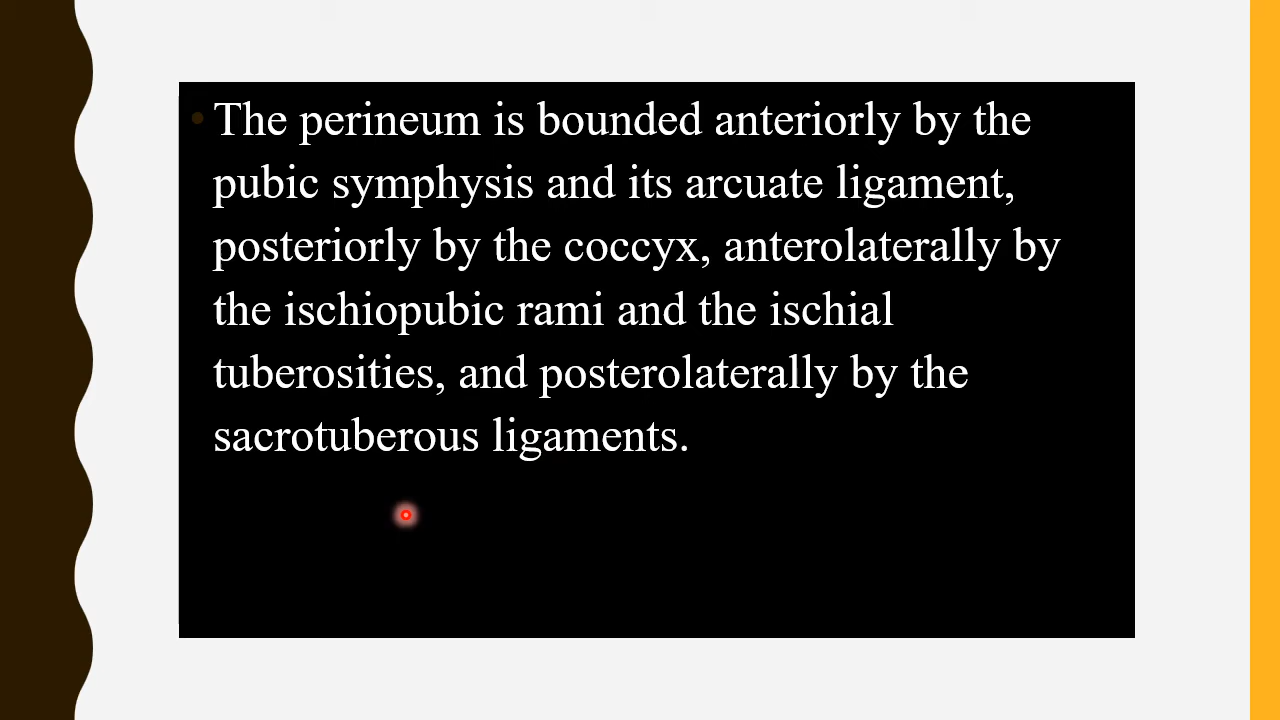 • The perineum is bounded anteriorly by the
pubic symphysis and its arcuate ligament,
posteriorly by the coccyx, anterolaterally by
the ischiopubic rami and the ischial
tuberosities, and posterolaterally by the
sacrotuberous ligaments.